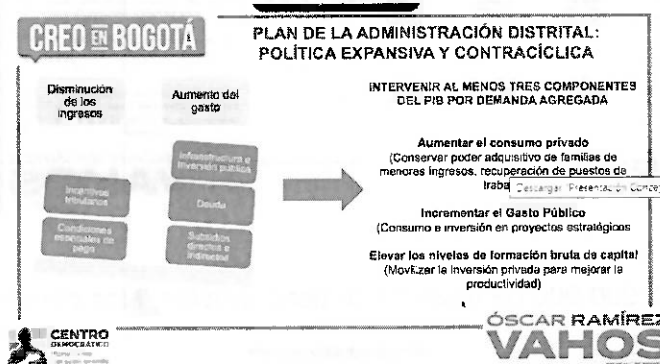 CREO EN BOGOTÁ
PLAN DE LA ADMINISTRACIÓN DISTRITAL:
POLÍTICA EXPANSIVA Y CONTRACÍCLICA
Disminución
de los
ingresos
Aumento del
gasto
Incentivos
tributarios
Condiciones
especiales de
pago
Infraestructura e
Inversión pública
Deuda
Subsidios
directos e
indirectos
INTERVENIR AL MENOS TRES COMPONENTES
DEL PIB POR DEMANDA AGREGADA
Aumentar el consumo privado
(Conservar poder adquisitivo de familias de
menores ingresos, recuperación de puestos de
traba
Descargar "Presentación Concej
Incrementar el Gasto Público
(Consumo e inversión en proyectos estratégicos
Elevar los niveles de formación bruta de capital
(Movilizar la inversión privada para mejorar la
productividad)
CENTRO
DEMOCRÁTICO
ÓSCAR RAMÍREZ
VAHOS